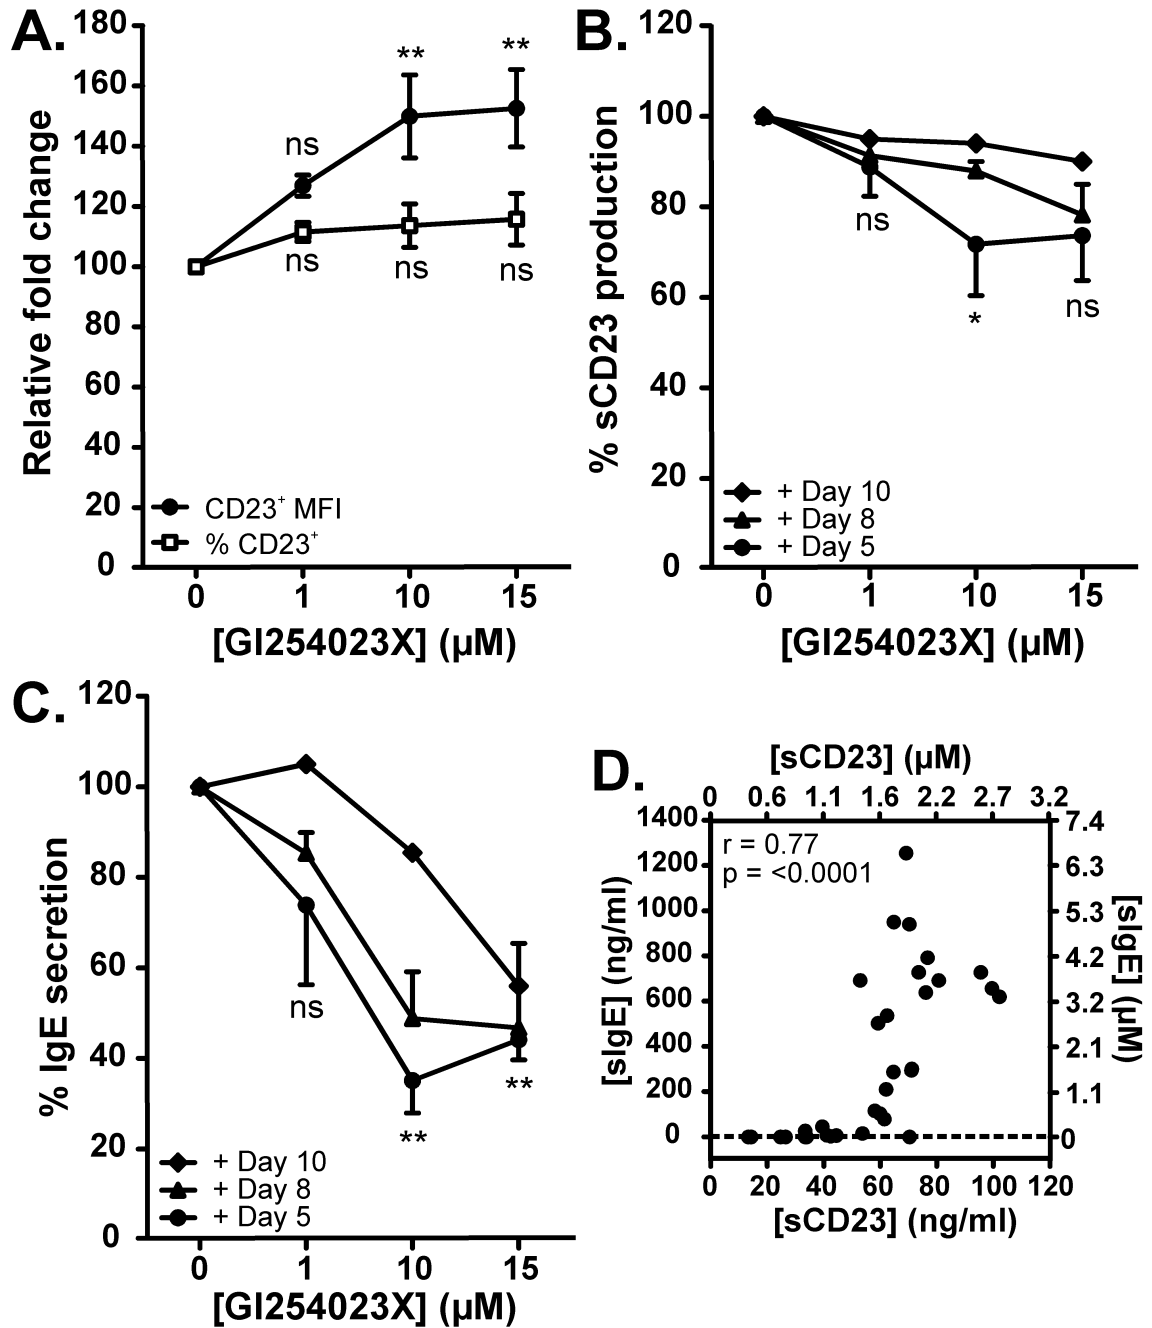 A.
180
160
140
120
100
80
60
40
20
0
Relative fold change
ns
**
**
ns
ns
ns
CD23⁺ MFI
% CD23⁺
0 1 10 15
[GI254023X] (µM)
B.
120
100
80
60
40
20
0
% sCD23 production
ns
*
ns
+ Day 10
+ Day 8
+ Day 5
0 1 10 15
[GI254023X] (µM)
C.
120
100
80
60
40
20
0
% IgE secretion
ns
**
**
+ Day 10
+ Day 8
+ Day 5
0 1 10 15
[GI254023X] (µM)
D.
[sCD23] (µM)
0 0.6 1.1 1.6 2.2 2.7 3.2
1400
1200
1000
800
600
400
200
0
[sIgE] (ng/ml)
r = 0.77
p = <0.0001
7.4
6.3
5.3
4.2
3.2
2.1
1.1
0
[sIgE] (µM)
0 20 40 60 80 100 120
[sCD23] (ng/ml)